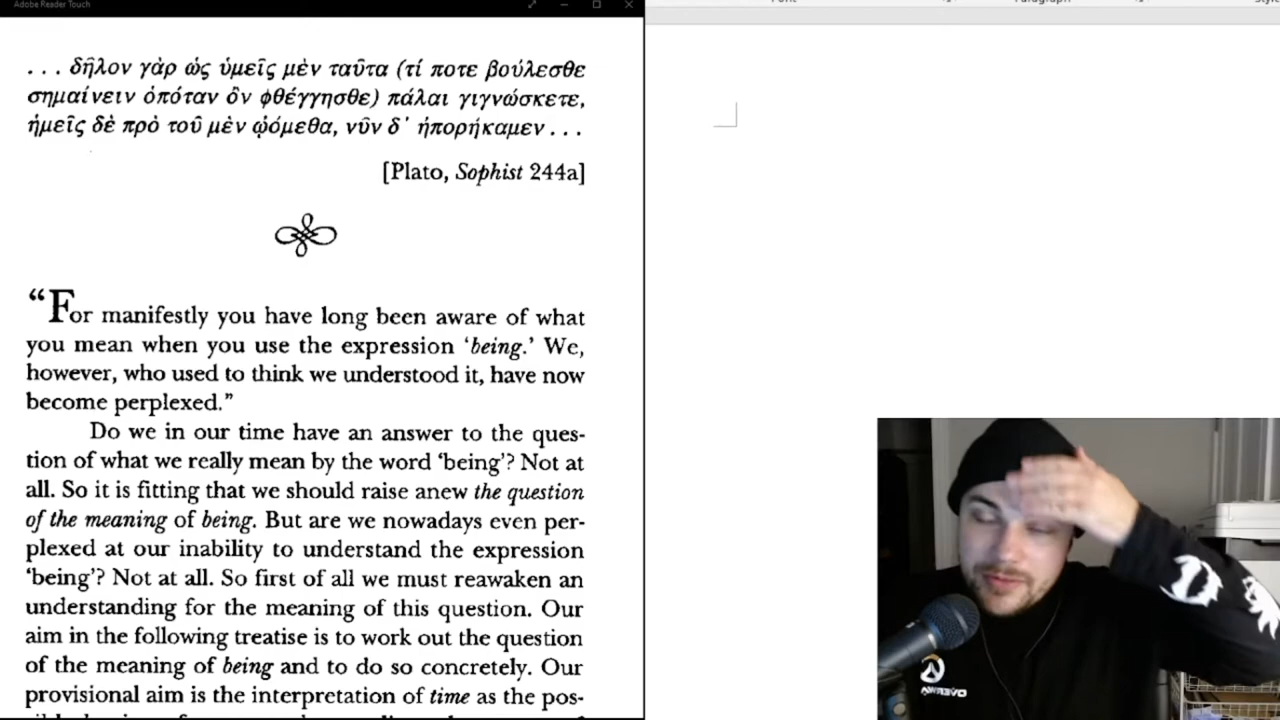 Adobe Reader Touch
. . . δῆλον γὰρ ὡς ὑμεῖς μὲν ταῦτα (τί ποτε βούλεσθε
σημαίνειν ὁπόταν ὂν φθέγγησθε) πάλαι γιγνώσκετε,
ἡμεῖς δὲ πρὸ τοῦ μὲν ᾠόμεθα, νῦν δ᾽ ἠπορήκαμεν . . .
[Plato, Sophist 244a]
“For manifestly you have long been aware of what
you mean when you use the expression ‘being.’ We,
however, who used to think we understood it, have now
become perplexed.”
Do we in our time have an answer to the ques-
tion of what we really mean by the word ‘being’? Not at
all. So it is fitting that we should raise anew the question
of the meaning of being. But are we nowadays even per-
plexed at our inability to understand the expression
‘being’? Not at all. So first of all we must reawaken an
understanding for the meaning of this question. Our
aim in the following treatise is to work out the question
of the meaning of being and to do so concretely. Our
provisional aim is the interpretation of time as the pos-